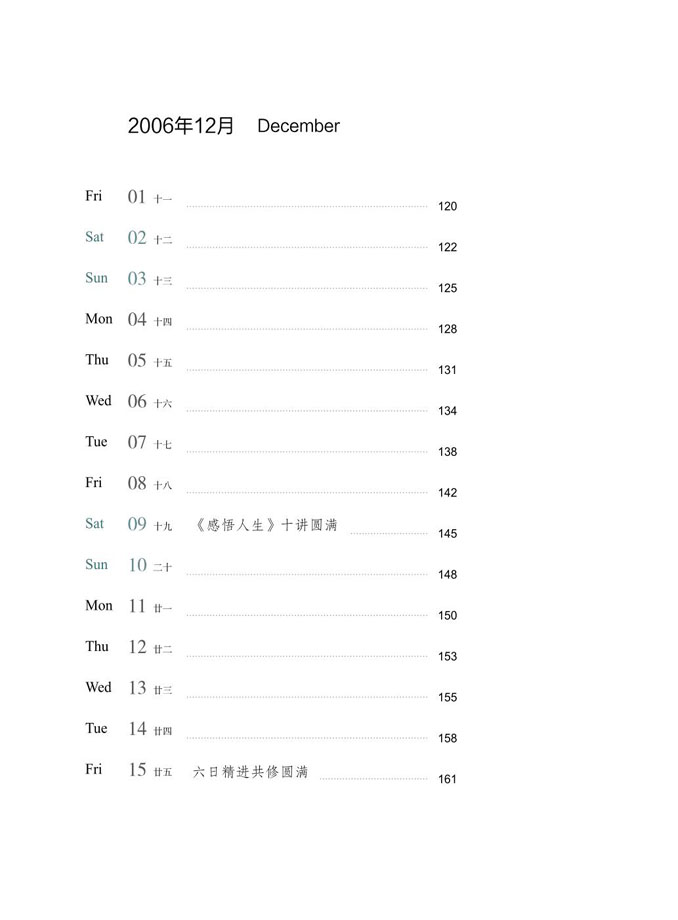 2006年12月 December
Fri 01 十一 120
Sat 02 十二 122
Sun 03 十三 125
Mon 04 十四 128
Thu 05 十五 131
Wed 06 十六 134
Tue 07 十七 138
Fri 08 十八 142
Sat 09 十九 《感悟人生》十讲圆满 145
Sun 10 二十 148
Mon 11 廿一 150
Thu 12 廿二 153
Wed 13 廿三 155
Tue 14 廿四 158
Fri 15 廿五 六日精进共修圆满 161